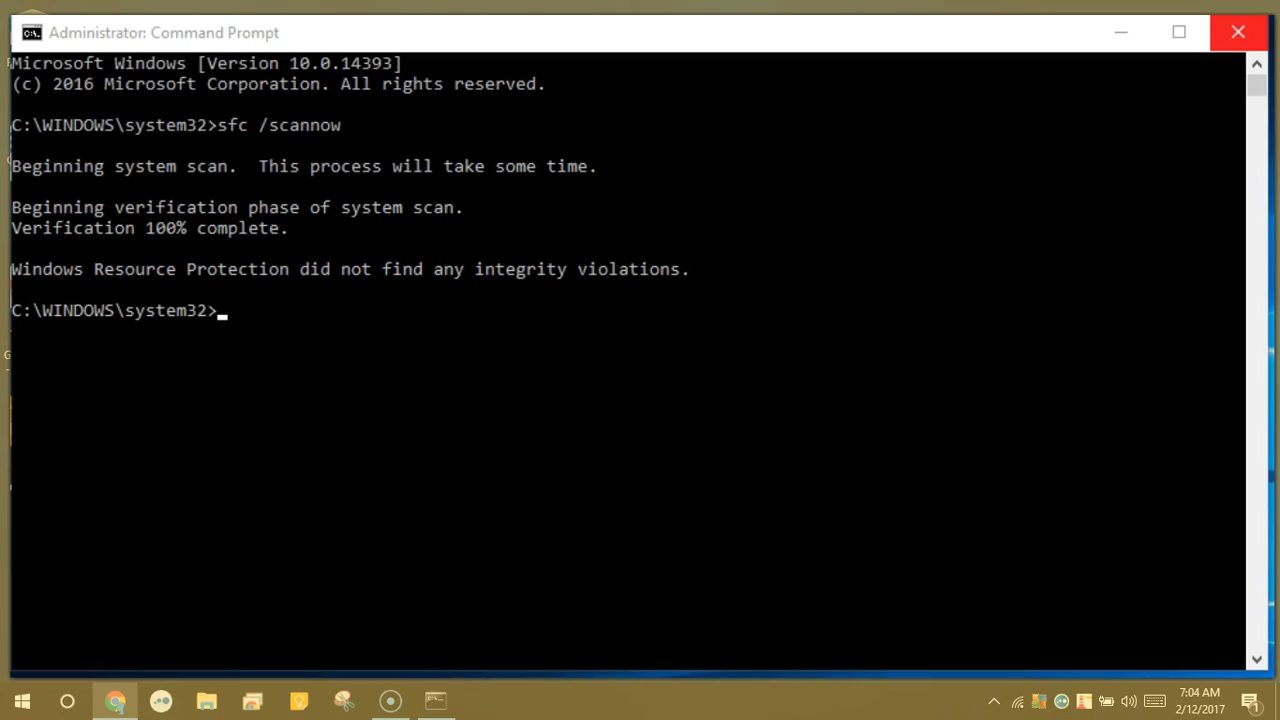 Administrator: Command Prompt
Microsoft Windows [Version 10.0.14393]
(c) 2016 Microsoft Corporation. All rights reserved.
C:\WINDOWS\system32>sfc /scannow
Beginning system scan.  This process will take some time.
Beginning verification phase of system scan.
Verification 100% complete.
Windows Resource Protection did not find any integrity violations.
C:\WINDOWS\system32>
7:04 AM
2/12/2017
1